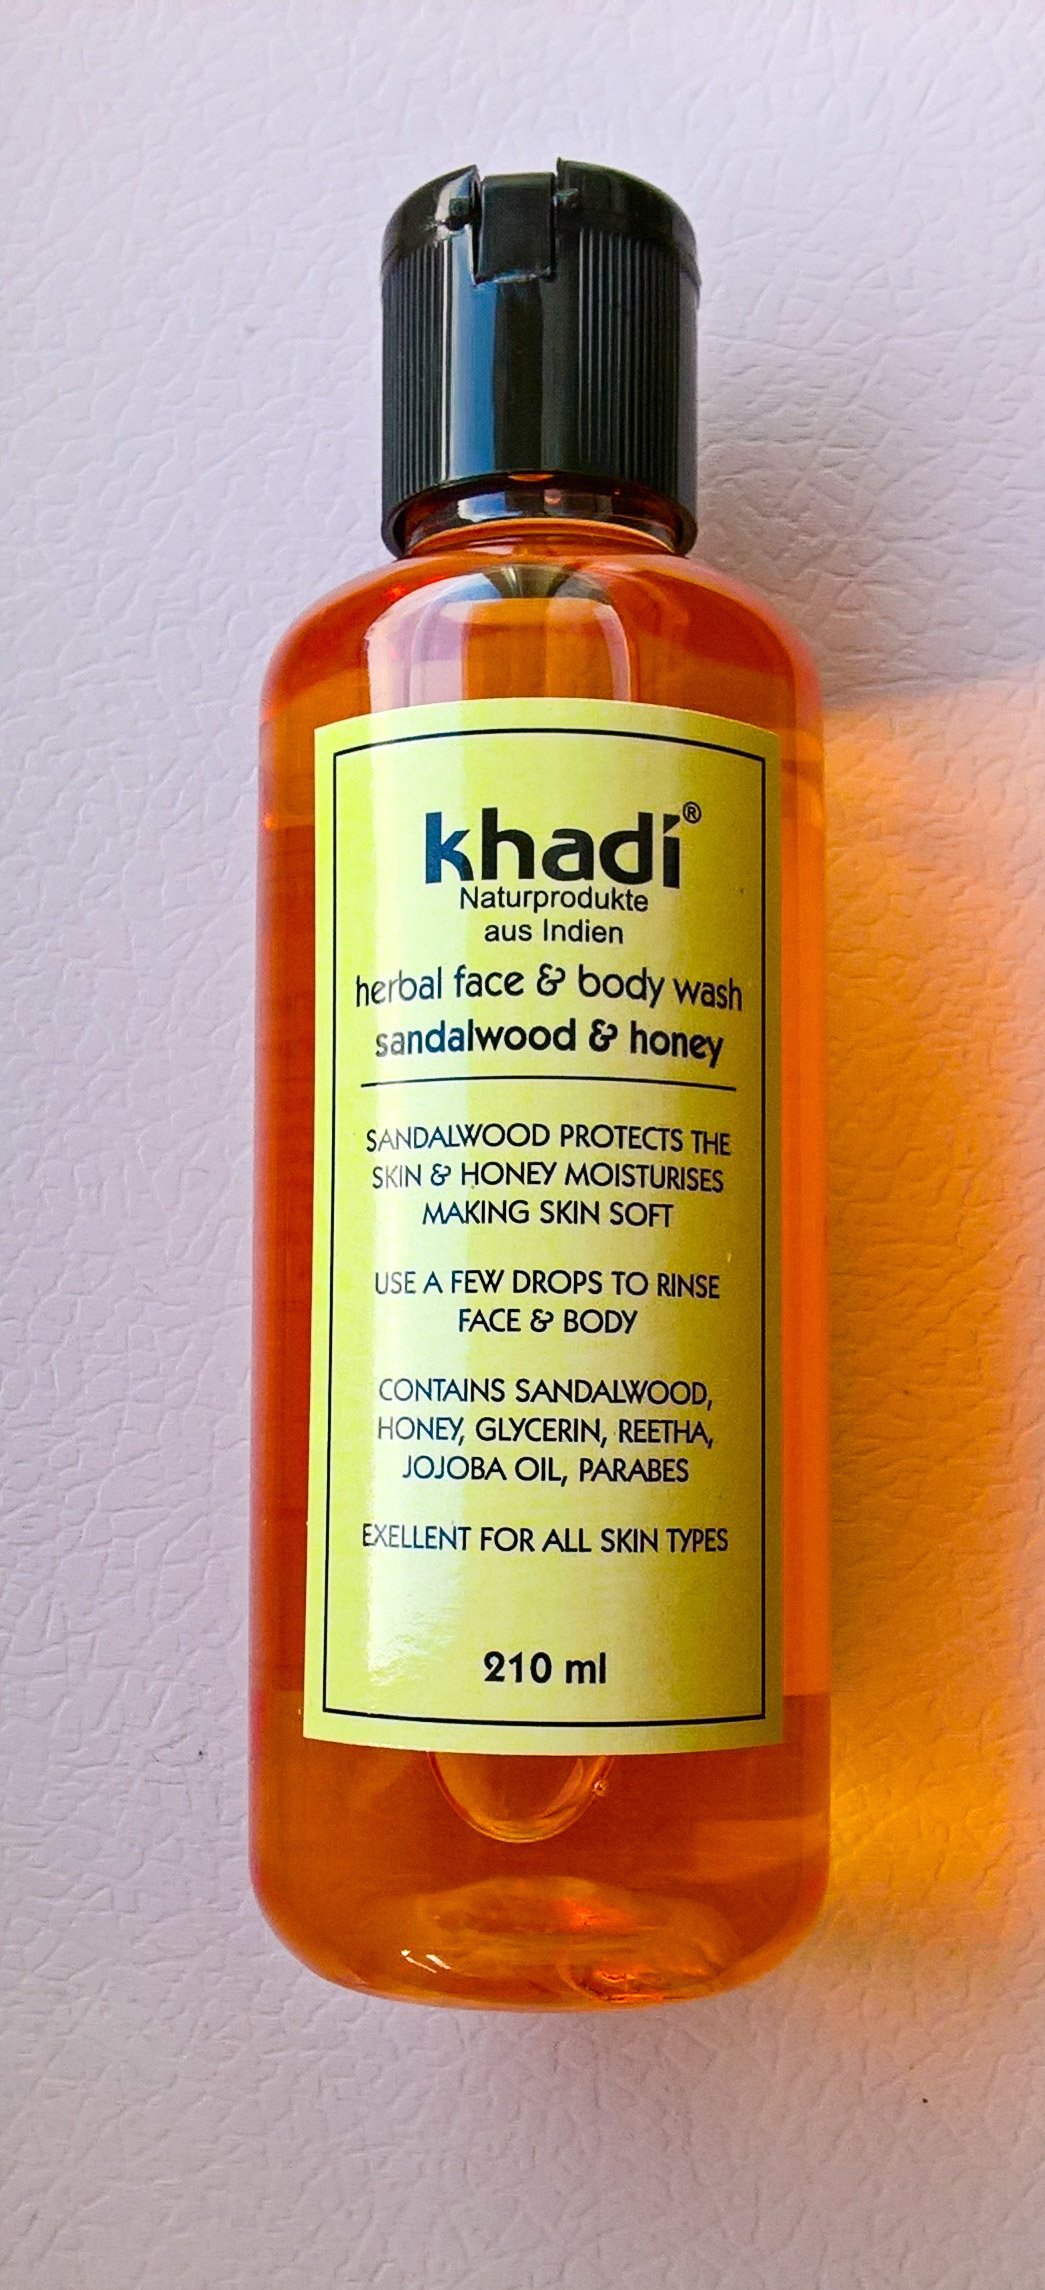 khadi®
Naturprodukte
aus Indien
herbal face & body wash
sandalwood & honey
SANDALWOOD PROTECTS THE
SKIN & HONEY MOISTURISES
MAKING SKIN SOFT
USE A FEW DROPS TO RINSE
FACE & BODY
CONTAINS SANDALWOOD,
HONEY, GLYCERIN, REETHA,
JOJOBA OIL, PARABES
EXELLENT FOR ALL SKIN TYPES
210 ml